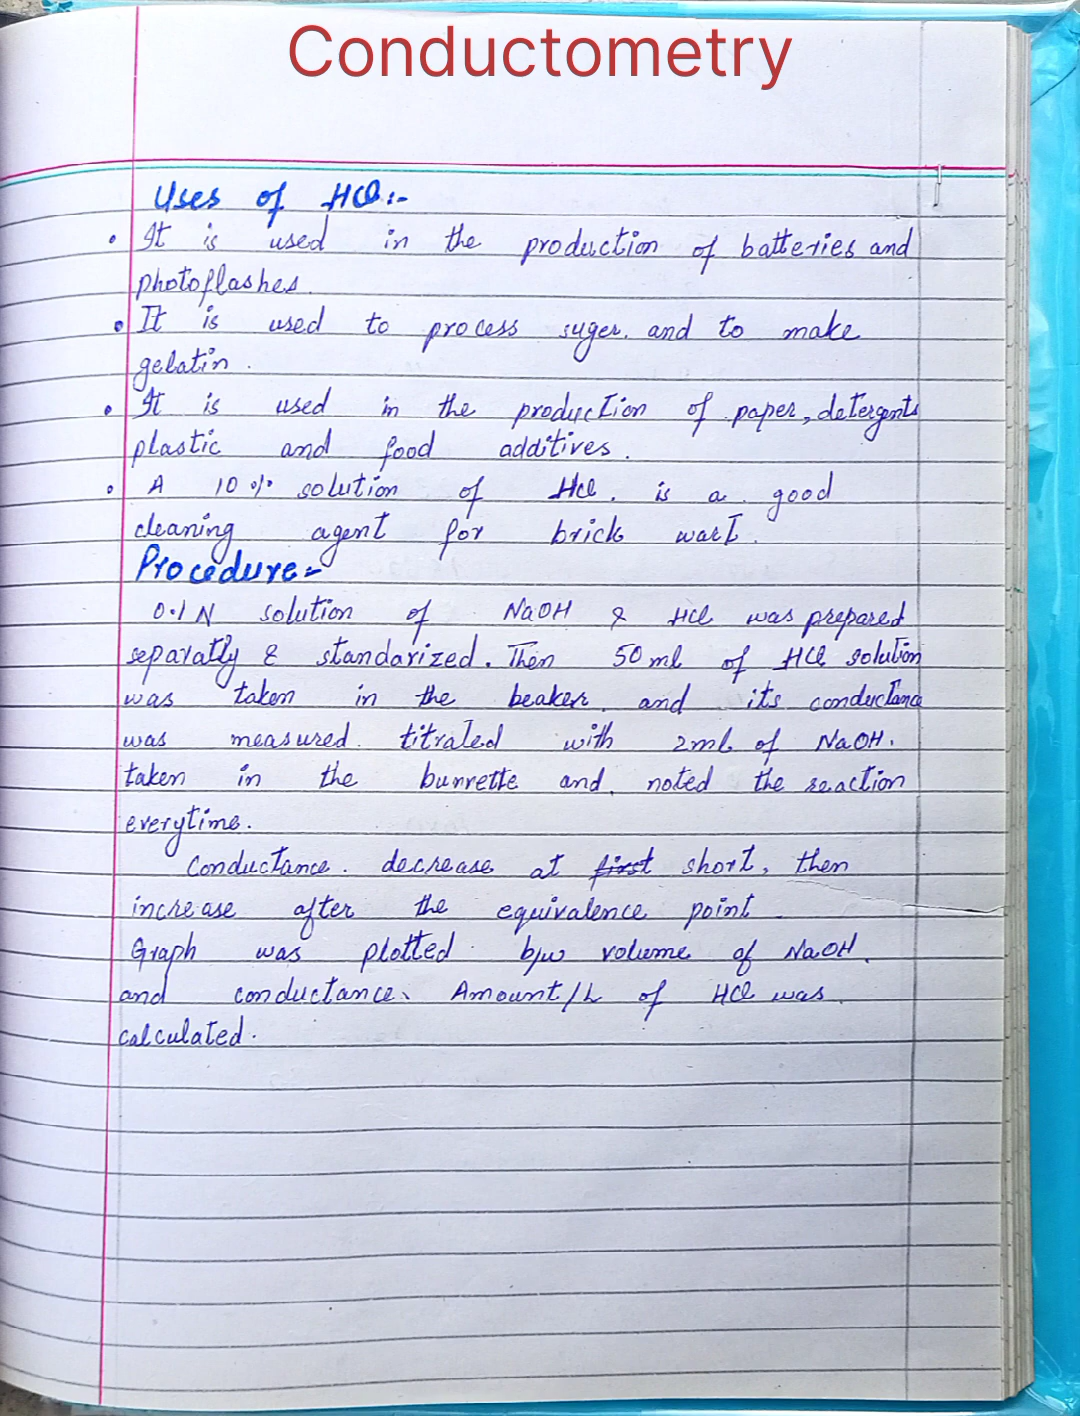 Conductometry
Uses of HCl:-
• It is used in the production of batteries and
photoflashes.
• It is used to process suger. and to make
gelatin.
• It is used in the production of paper, detergents
plastic and food additives.
• A 10% solution of HCl. is a good
cleaning agent for brick wast.
Procedure:-
0.1 N solution of NaOH & HCl was prepared
separatly & standarized. Then 50 ml of HCl solution
was taken in the beaker. and its conductance
was measured. titrated with 2ml of NaOH.
taken in the burrette and. noted the reaction
everytime.
Conductance. decrease at first short, then
increase after the equivalence point
Graph was plotted b/w volume of NaOH.
and conductance. Amount/L of HCl was.
calculated.